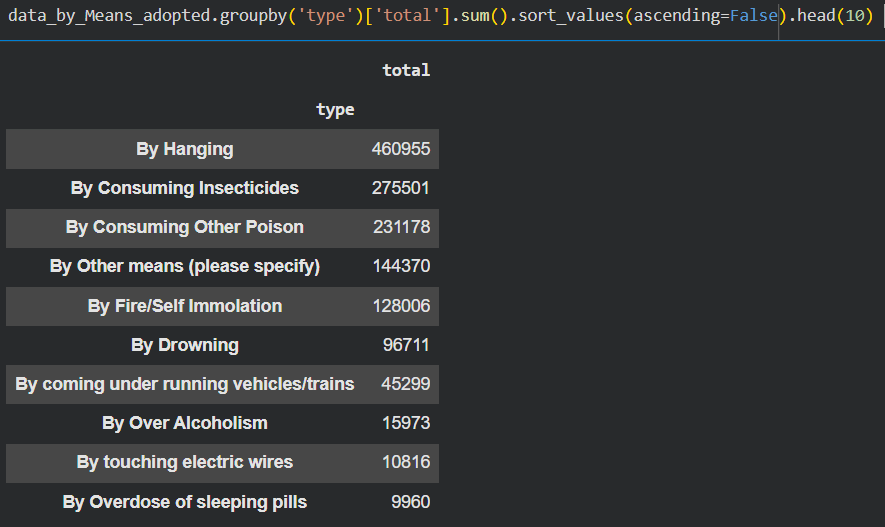 data_by_Means_adopted.groupby('type')['total'].sum().sort_values(ascending=False).head(10)
total
type
By Hanging 460955
By Consuming Insecticides 275501
By Consuming Other Poison 231178
By Other means (please specify) 144370
By Fire/Self Immolation 128006
By Drowning 96711
By coming under running vehicles/trains 45299
By Over Alcoholism 15973
By touching electric wires 10816
By Overdose of sleeping pills 9960